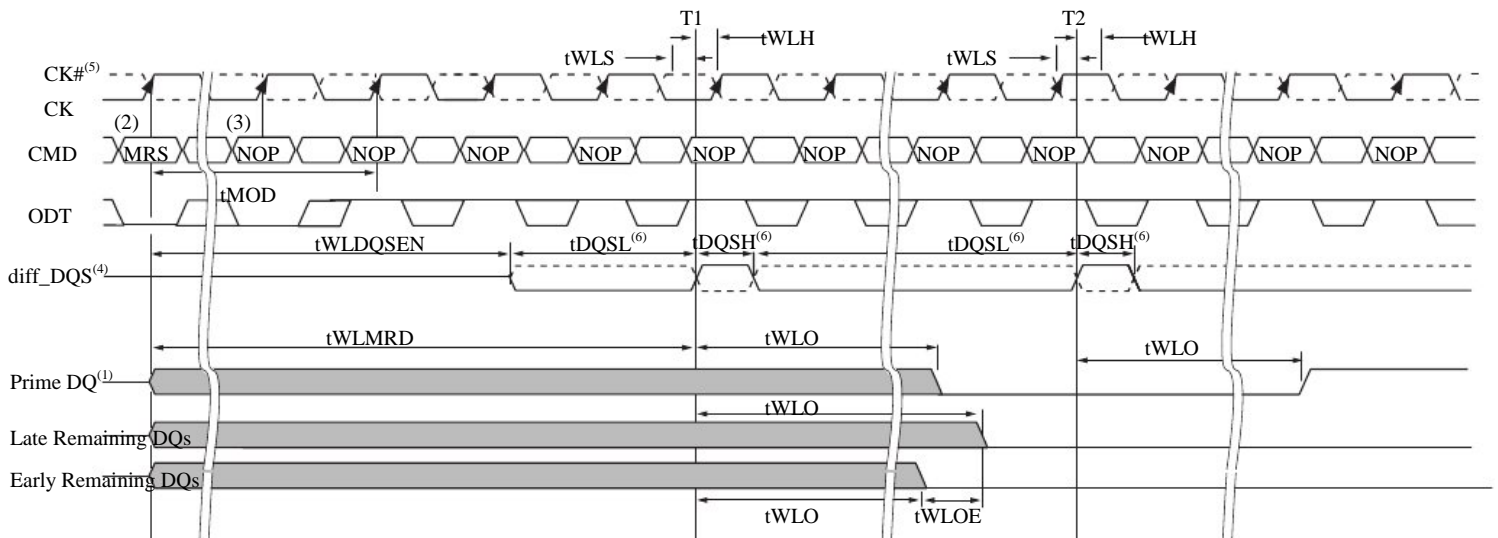 T1 T2
tWLH tWLH
tWLS tWLS
CK#(5)
CK
(2) (3)
CMD MRS NOP NOP NOP NOP NOP NOP NOP NOP NOP NOP NOP
tMOD
ODT
tWLDQSEN tDQSL(6) tDQSH(6) tDQSL(6) tDQSH(6)
diff_DQS(4)
tWLMRD tWLO tWLO
Prime DQ(1)
tWLO
Late Remaining DQs
Early Remaining DQs
tWLO tWLOE